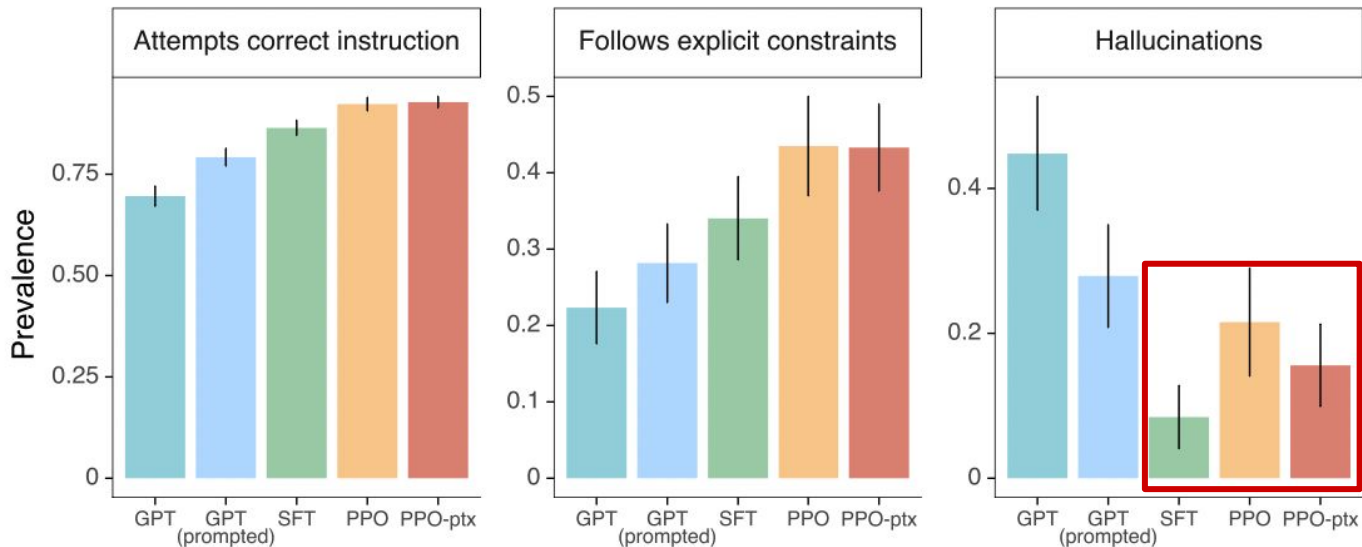 Attempts correct instruction
Follows explicit constraints
Hallucinations
Prevalence
0.75
0.50
0.25
0
GPT
GPT
(prompted)
SFT
PPO
PPO-ptx
0.5
0.4
0.3
0.2
0.1
0
GPT
GPT
(prompted)
SFT
PPO
PPO-ptx
0.4
0.2
0
GPT
GPT
(prompted)
SFT
PPO
PPO-ptx